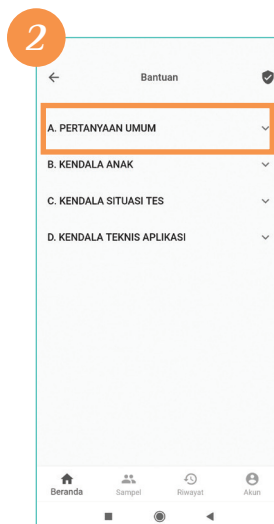 2
Bantuan
A. PERTANYAAN UMUM
B. KENDALA ANAK
C. KENDALA SITUASI TES
D. KENDALA TEKNIS APLIKASI
Beranda Sampel Riwayat Akun